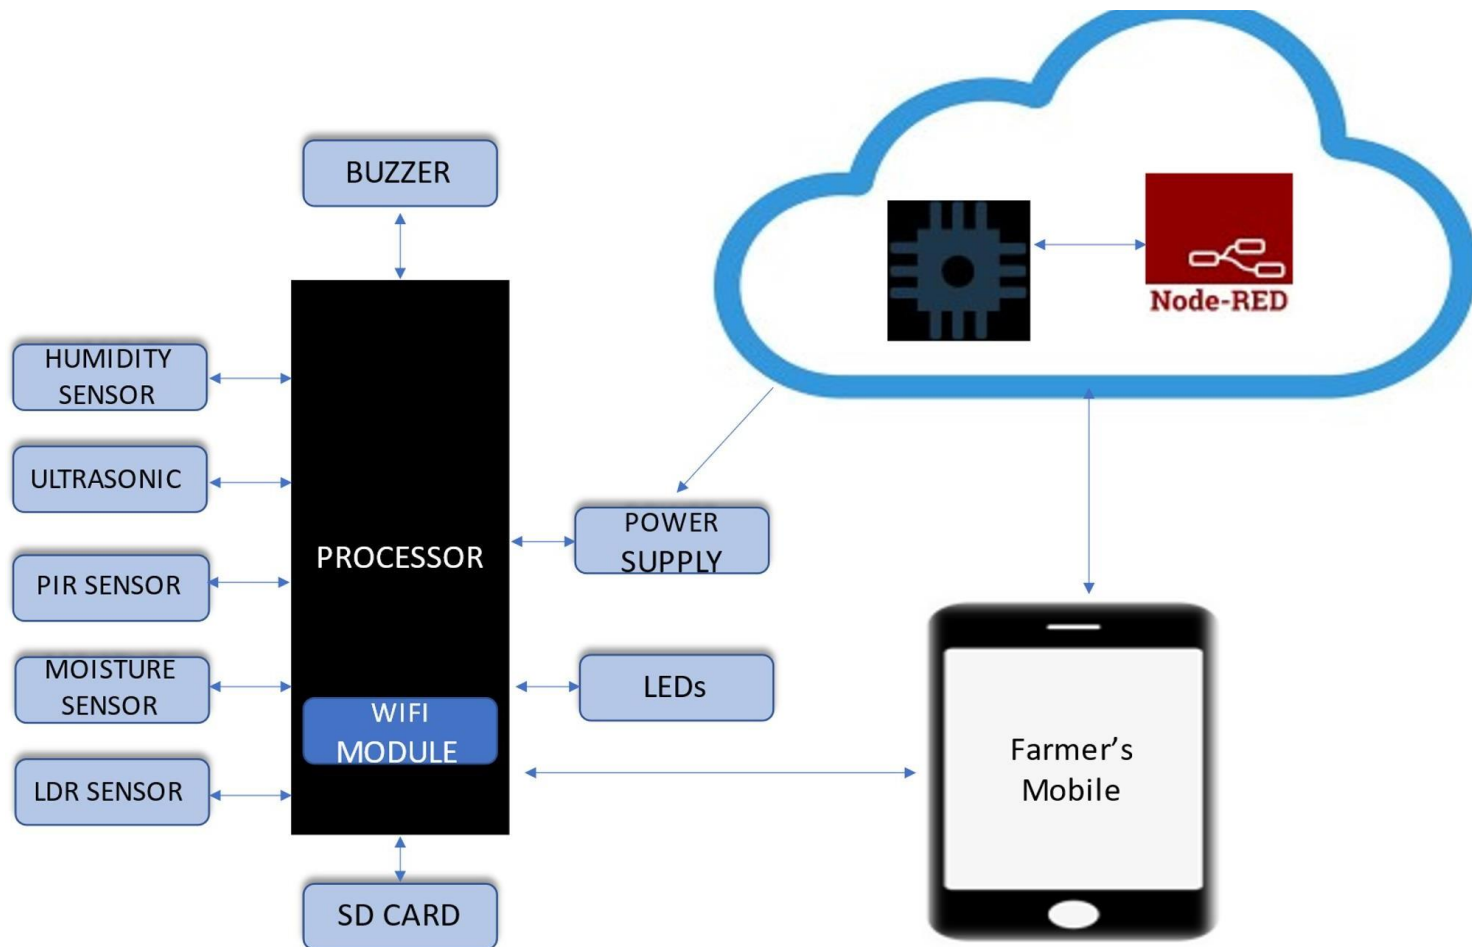 BUZZER
Node-RED
HUMIDITY
SENSOR
ULTRASONIC
PIR SENSOR
MOISTURE
SENSOR
LDR SENSOR
PROCESSOR
WIFI
MODULE
POWER
SUPPLY
LEDs
SD CARD
Farmer’s
Mobile